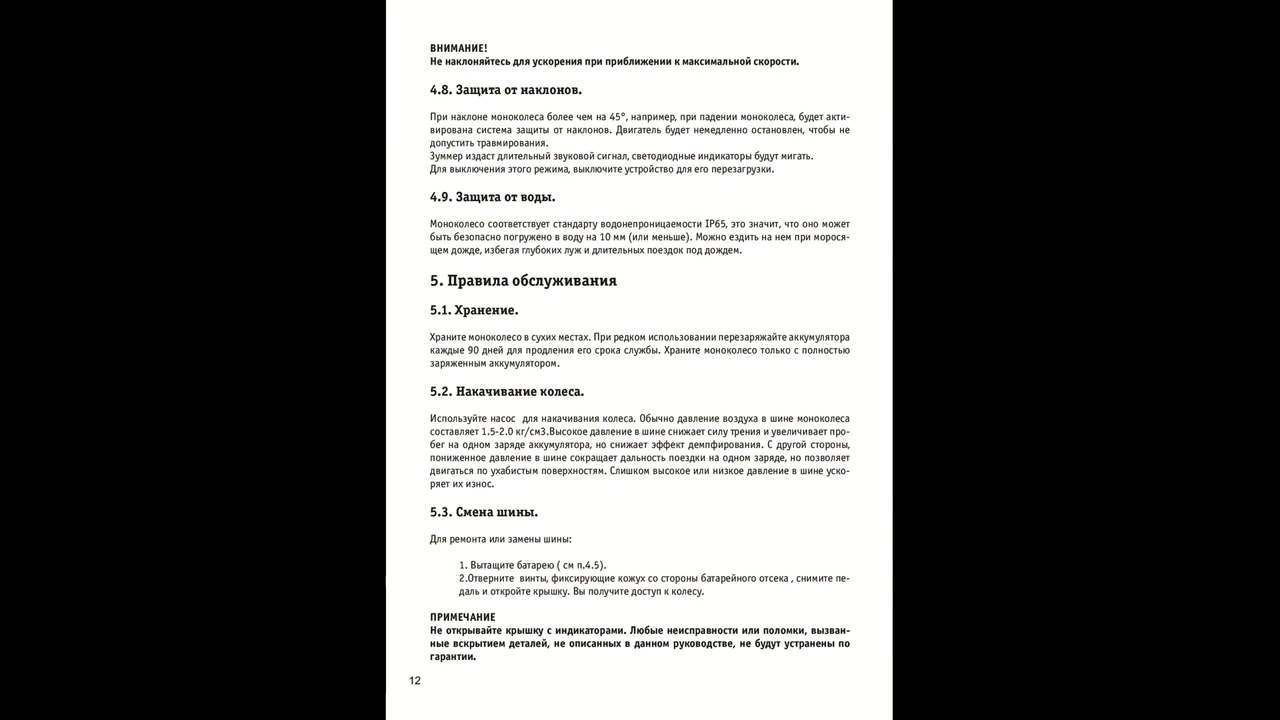 ВНИМАНИЕ!
Не наклоняйтесь для ускорения при приближении к максимальной скорости.
4.8. Защита от наклонов.
При наклоне моноколеса более чем на 45°, например, при падении моноколеса, будет акти-
вирована система защиты от наклонов. Двигатель будет немедленно остановлен, чтобы не
допустить травмирования.
Зуммер издаст длительный звуковой сигнал, светодиодные индикаторы будут мигать.
Для выключения этого режима, выключите устройство для его перезагрузки.
4.9. Защита от воды.
Моноколесо соответствует стандарту водонепроницаемости IP65, это значит, что оно может
быть безопасно погружено в воду на 10 мм (или меньше). Можно ездить на нем при морося-
щем дожде, избегая глубоких луж и длительных поездок под дождем.
5. Правила обслуживания
5.1. Хранение.
Храните моноколесо в сухих местах. При редком использовании перезаряжайте аккумулятора
каждые 90 дней для продления его срока службы. Храните моноколесо только с полностью
заряженным аккумулятором.
5.2. Накачивание колеса.
Используйте насос  для накачивания колеса. Обычно давление воздуха в шине моноколеса
составляет 1.5-2.0 кг/см3.Высокое давление в шине снижает силу трения и увеличивает про-
бег на одном заряде аккумулятора, но снижает эффект демпфирования. С другой стороны,
пониженное давление в шине сокращает дальность поездки на одном заряде, но позволяет
двигаться по ухабистым поверхностям. Слишком высокое или низкое давление в шине уско-
ряет их износ.
5.3. Смена шины.
Для ремонта или замены шины:
1. Вытащите батарею ( см п.4.5).
2.Отверните  винты, фиксирующие кожух со стороны батарейного отсека , снимите пе-
даль и откройте крышку. Вы получите доступ к колесу.
ПРИМЕЧАНИЕ
Не открывайте крышку с индикаторами. Любые неисправности или поломки, вызван-
ные вскрытием деталей, не описанных в данном руководстве, не будут устранены по
гарантии.
12